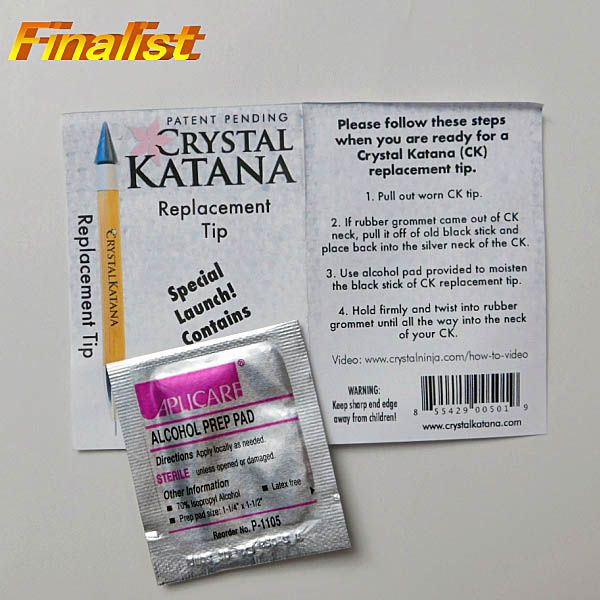 Finalist
PATENT PENDING
CRYSTAL
KATANA
Replacement
Tip
Replacement Tip
CRYSTALKATANA
Special
Launch!
Contains
Please follow these steps
when you are ready for a
Crystal Katana (CK)
replacement tip.
1. Pull out worn CK tip.
2. If rubber grommet came out of CK
neck, pull it off of old black stick and
place back into the silver neck of the CK.
3. Use alcohol pad provided to moisten
the black stick of CK replacement tip.
4. Hold firmly and twist into rubber
grommet until all the way into the neck
of your CK.
Video: www.crystalninja.com/how-to-video
WARNING:
Keep sharp end edge
away from children!
8 55429 00501 9
www.crystalkatana.com
APLICARE®
ALCOHOL PREP PAD
Directions Apply locally as needed.
STERILE unless opened or damaged.
Other Information
■ 70% Isopropyl Alcohol ■ Latex free
■ Prep pad size: 1-1/4" x 1-1/2"
Reorder No. P-1105